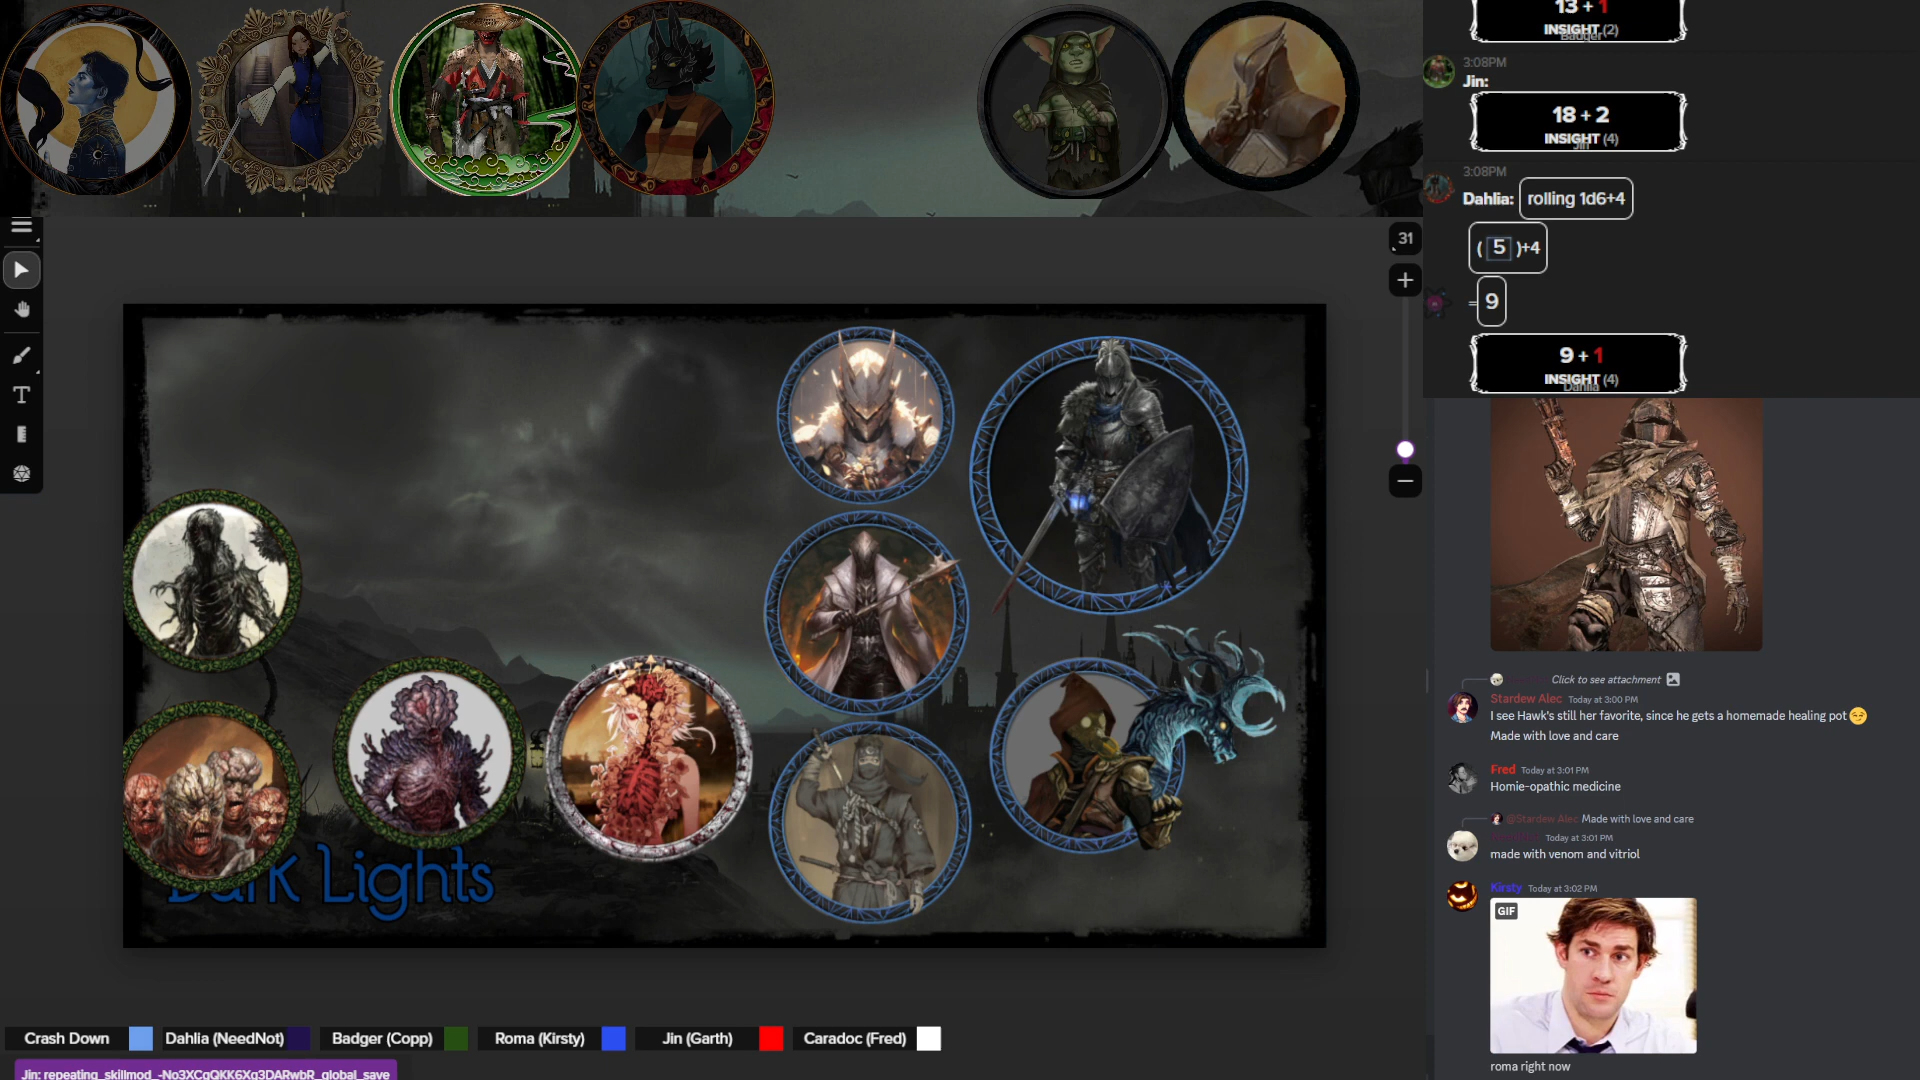 13 + 1
INSIGHT (2)
Badger
3:08PM
Jin:
18 + 2
INSIGHT (4)
Jin
3:08PM
Dahlia: rolling 1d6+4
( 5 )+4
=9
9 + 1
INSIGHT (4)
Dahlia
31
T
Dark Lights
Click to see attachment
Stardew Alec Today at 3:00 PM
I see Hawk's still her favorite, since he gets a homemade healing pot 😏
Made with love and care
Fred Today at 3:01 PM
Homie-opathic medicine
@Stardew Alec Made with love and care
Today at 3:01 PM
made with venom and vitriol
Kirsty Today at 3:02 PM
GIF
roma right now
Crash Down
Dahlia (NeedNot)
Badger (Copp)
Roma (Kirsty)
Jin (Garth)
Caradoc (Fred)